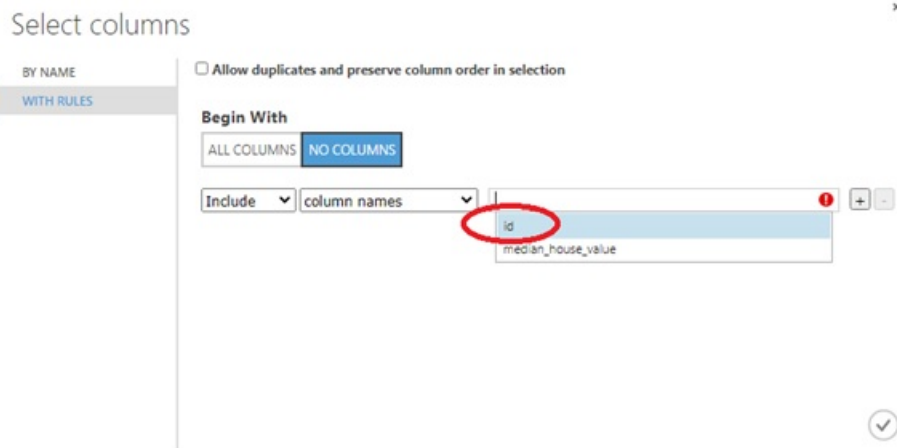 Select columns
BY NAME
WITH RULES
Allow duplicates and preserve column order in selection
Begin With
ALL COLUMNS NO COLUMNS
Include column names
id
median_house_value